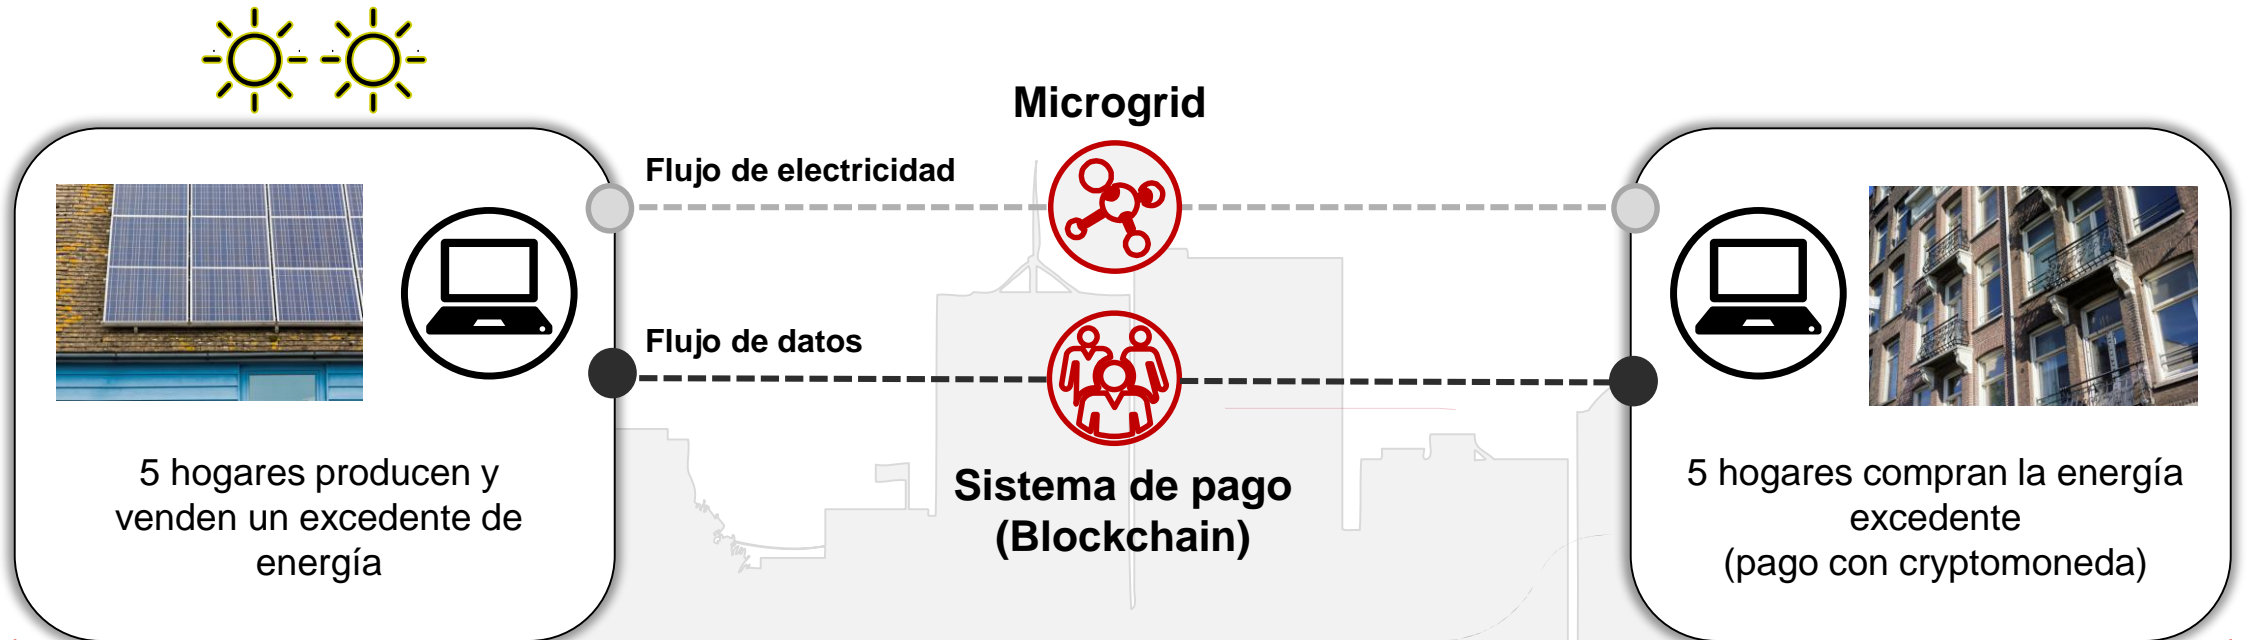 Microgrid
Flujo de electricidad
Flujo de datos
5 hogares producen y
venden un excedente de
energía
Sistema de pago
(Blockchain)
5 hogares compran la energía
excedente
(pago con cryptomoneda)